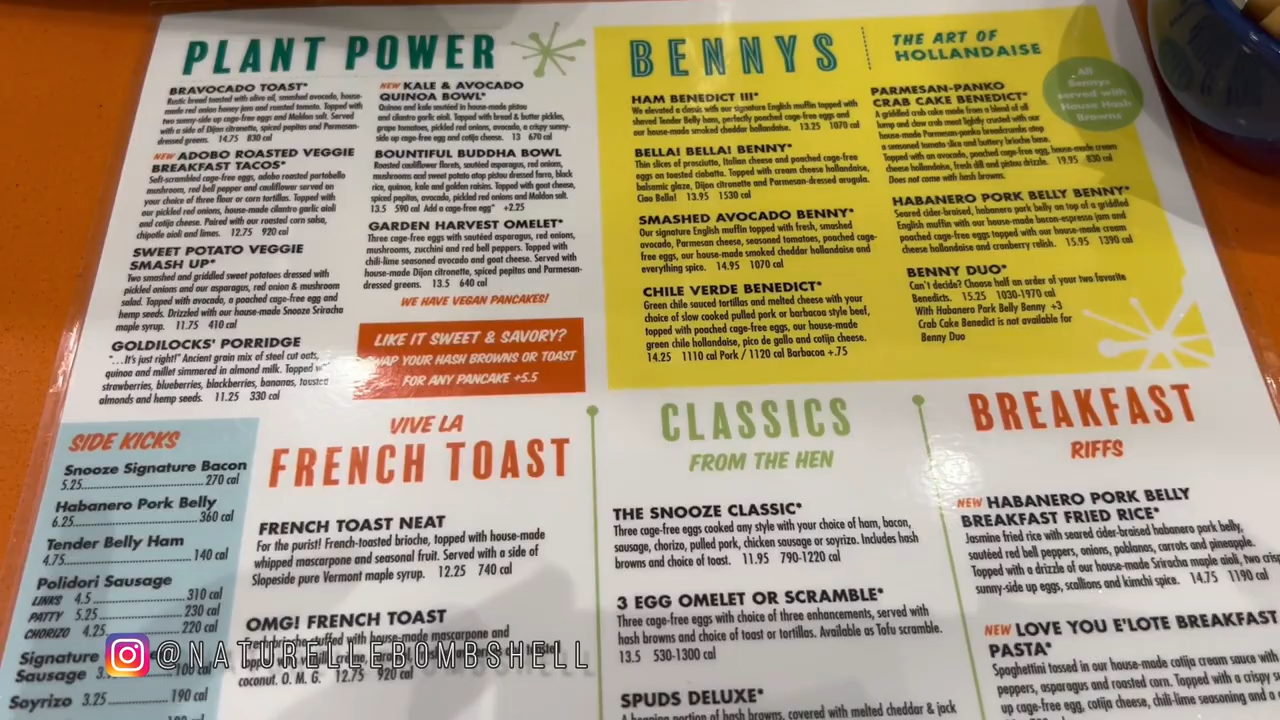 PLANT POWER
BRAVOCADO TOAST*
Rustic bread toasted with olive oil, smashed avocado, house-
made red onion honey jam and roasted tomato. Topped with
two sunny-side up cage-free eggs and Maldon salt. Served
with a side of Dijon citronette, spiced pepitas and Parmesan-
dressed greens. 14.75 830 cal
NEW ADOBO ROASTED VEGGIE
BREAKFAST TACOS*
Soft-scrambled cage-free eggs, adobo roasted portobello
mushroom, red bell pepper and cauliflower served on
your choice of three flour or corn tortillas. Topped with
our pickled red onions, house-made cilantro garlic aioli
and cotija cheese. Paired with our roasted corn salsa,
chipotle aioli and limes. 12.75 920 cal
SWEET POTATO VEGGIE
SMASH UP*
Two smashed and griddled sweet potatoes dressed with
pickled onions and our asparagus, red onion & mushroom
salad. Topped with avocado, a poached cage-free egg and
hemp seeds. Drizzled with our house-made Snooze Sriracha
maple syrup. 11.75 410 cal
GOLDILOCKS' PORRIDGE
"...It's just right!" Ancient grain mix of steel cut oats,
quinoa and millet simmered in almond milk. Topped
strawberries, blueberries, blackberries, bananas, toasted
almonds and hemp seeds. 11.25 330 cal
NEW KALE & AVOCADO
QUINOA BOWL*
Quinoa and kale sautéed in house-made pistou
and cilantro garlic aioli. Topped with bread & butter pickles,
grape tomatoes, pickled red onions, avocado, a crispy sunny-
side up cage-free egg and cotija cheese. 13 670 cal
BOUNTIFUL BUDDHA BOWL
Roasted cauliflower florets, sautéed asparagus, red onions,
mushrooms and sweet potato atop pistou dressed farro, black
rice, quinoa, kale and golden raisins. Topped with goat cheese,
spiced pepitas, avocado, pickled red onions and Maldon salt.
13.5 590 cal Add a cage-free egg* +2.25
GARDEN HARVEST OMELET*
Three cage-free eggs with sautéed asparagus, red onions,
mushrooms, zucchini and red bell peppers. Topped with
chili-lime seasoning avocado and goat cheese. Served with
house-made Dijon citronette, spiced pepitas and Parmesan-
dressed greens. 13.5 640 cal
WE HAVE VEGAN PANCAKES!
LIKE IT SWEET & SAVORY?
WAP YOUR HASH BROWNS OR TOAST
FOR ANY PANCAKE +5.5
BENNYS
THE ART OF
HOLLANDAISE
All
Bennys
served with
House Hash
Browns
HAM BENEDICT III*
We elevated a classic with our signature English muffin topped with
shaved Tender Belly ham, perfectly poached cage-free eggs and
our house-made smoked cheddar hollandaise. 13.25 1070 cal
BELLA! BELLA! BENNY*
Thin slices of prosciutto, Italian cheese and poached cage-free
eggs on toasted ciabatta. Topped with cream cheese hollandaise,
balsamic glaze, Dijon citronette and Parmesan-dressed arugula.
Ciao Bella! 13.95 1530 cal
SMASHED AVOCADO BENNY*
Our signature English muffin topped with fresh, smashed
avocado, Parmesan cheese, seasoned tomatoes, poached cage-
free eggs, our house-made smoked cheddar hollandaise and
everything spice. 14.95 1070 cal
CHILE VERDE BENEDICT*
Green chile sauced tortillas and melted cheese with your
choice of slow cooked pulled pork or barbacoa style beef,
topped with poached cage-free eggs, our house-made
green chile hollandaise, pico de gallo and cotija cheese.
14.25 1110 cal Pork / 1120 cal Barbacoa +.75
PARMESAN-PANKO
CRAB CAKE BENEDICT*
A griddled crab cake made from a blend of all
lump and claw crab meat lightly crusted with our
house-made Parmesan-panko breadcrumbs atop
a seasoned tomato slice and buttery brioche base.
Topped with an avocado, poached cage-free egg, house-made cream
cheese hollandaise, fresh dill and pistou drizzle. 19.95 830 cal
Does not come with hash browns.
HABANERO PORK BELLY BENNY*
Seared cider-braised, habanero pork belly on top of a griddled
English muffin with our house-made bacon-espresso jam and
poached cage-free eggs topped with our house-made cream
cheese hollandaise and cranberry relish. 15.95 1390 cal
BENNY DUO*
Can't decide? Choose half an order of your two favorite
Benedicts. 15.25 1030-1970 cal
With Habanero Pork Belly Benny +3
Crab Cake Benedict is not available for
Benny Duo
SIDE KICKS
Snooze Signature Bacon
5.25 270 cal
Habanero Pork Belly
6.25 360 cal
Tender Belly Ham
4.75 140 cal
Polidori Sausage
LINKS 4.5 310 cal
PATTY 5.25 230 cal
CHORIZO 4.25 220 cal
Signature
Sausage 100 cal
Soyrizo 3.25 190 cal
VIVE LA
FRENCH TOAST
FRENCH TOAST NEAT
For the purist! French-toasted brioche, topped with house-made
whipped mascarpone and seasonal fruit. Served with a side of
Slopeside pure Vermont maple syrup. 12.25 740 cal
OMG! FRENCH TOAST
stuffed with house-made mascarpone and
coconut. O. M. G. 12.75 920 cal
CLASSICS
FROM THE HEN
THE SNOOZE CLASSIC*
Three cage-free eggs cooked any style with your choice of ham, bacon,
sausage, chorizo, pulled pork, chicken sausage or soyrizo. Includes hash
browns and choice of toast. 11.95 790-1220 cal
3 EGG OMELET OR SCRAMBLE*
Three cage-free eggs with choice of three enhancements, served with
hash browns and choice of toast or tortillas. Available as Tofu scramble.
13.5 530-1300 cal
SPUDS DELUXE*
A heaping portion of hash browns, covered with melted cheddar & jack
BREAKFAST
RIFFS
NEW HABANERO PORK BELLY
BREAKFAST FRIED RICE*
Jasmine fried rice with seared cider-braised habanero pork belly,
sautéed red bell peppers, onions, poblanos, carrots and pineapple.
Topped with a drizzle of our house-made Sriracha maple aioli, two cris
sunny-side up eggs, scallions and kimchi spice. 14.75 1190 cal
NEW LOVE YOU E'LOTE BREAKFAST
PASTA*
Spaghettini tossed in our house-made cotija cream sauce with
peppers, asparagus and roasted corn. Topped with a crispy s
up cage-free egg, cotija cheese, chili-lime seasoning and a
@NATURELLEBOMBSHELL